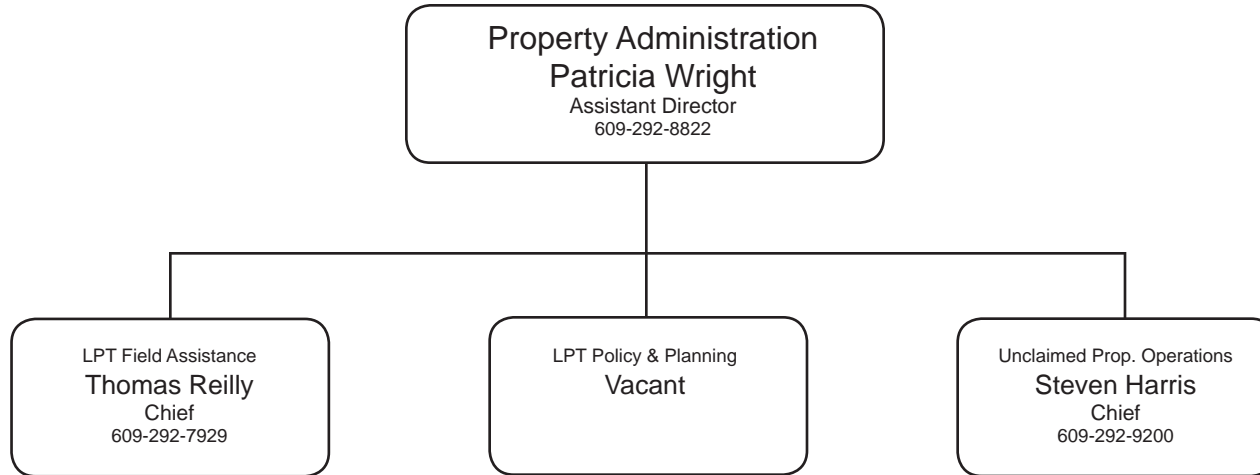 Property Administration
Patricia Wright
Assistant Director
609-292-8822
LPT Field Assistance
Thomas Reilly
Chief
609-292-7929
LPT Policy & Planning
Vacant
Unclaimed Prop. Operations
Steven Harris
Chief
609-292-9200